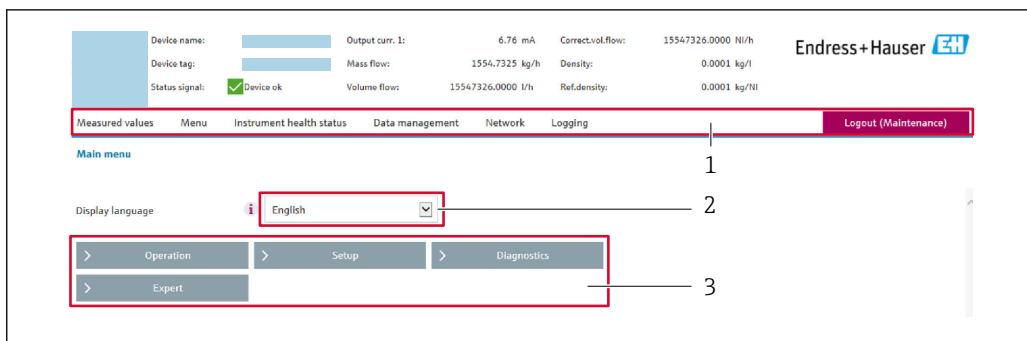 Device name: Output curr. 1: 6.76 mA Correct.vol.flow: 15547326.0000 Nl/h
Endress+Hauser EH
Device tag: Mass flow: 1554.7325 kg/h Density: 0.0001 kg/l
Status signal: Device ok Volume flow: 15547326.0000 l/h Ref.density: 0.0001 kg/Nl
Measured values Menu Instrument health status Data management Network Logging Logout (Maintenance)
1
Main menu
Display language i English 2
> Operation > Setup > Diagnostics
> Expert 3